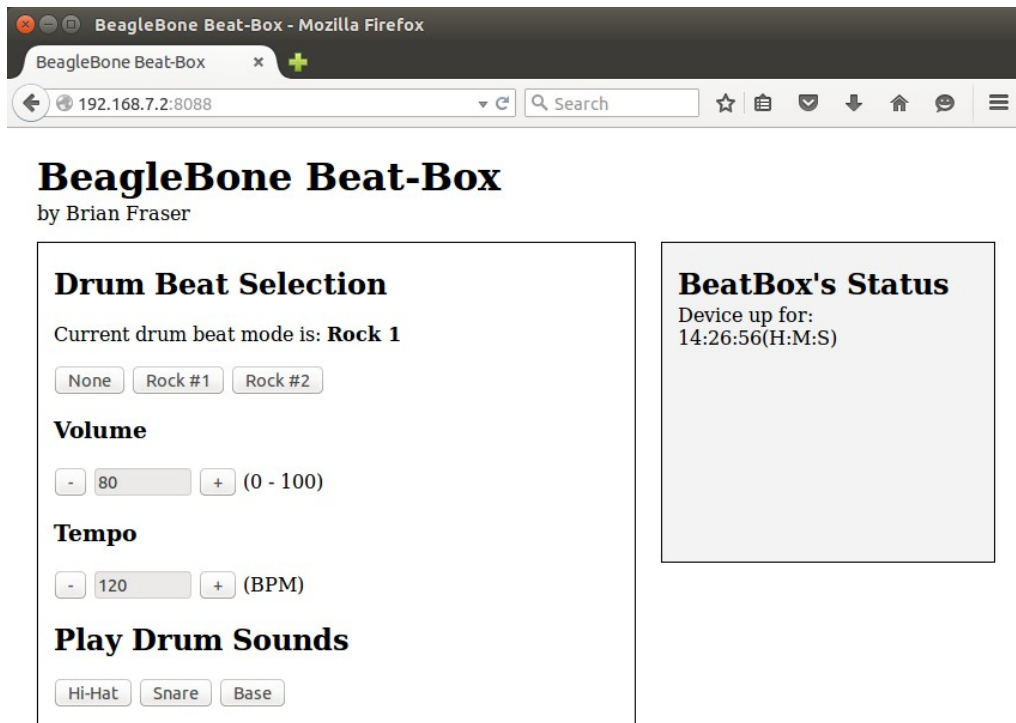 BeagleBone Beat-Box - Mozilla Firefox
BeagleBone Beat-Box
192.168.7.2:8088
Search
BeagleBone Beat-Box
by Brian Fraser
Drum Beat Selection
Current drum beat mode is: Rock 1
None Rock #1 Rock #2
Volume
- 80 + (0 - 100)
Tempo
- 120 + (BPM)
Play Drum Sounds
Hi-Hat Snare Base
BeatBox's Status
Device up for:
14:26:56(H:M:S)